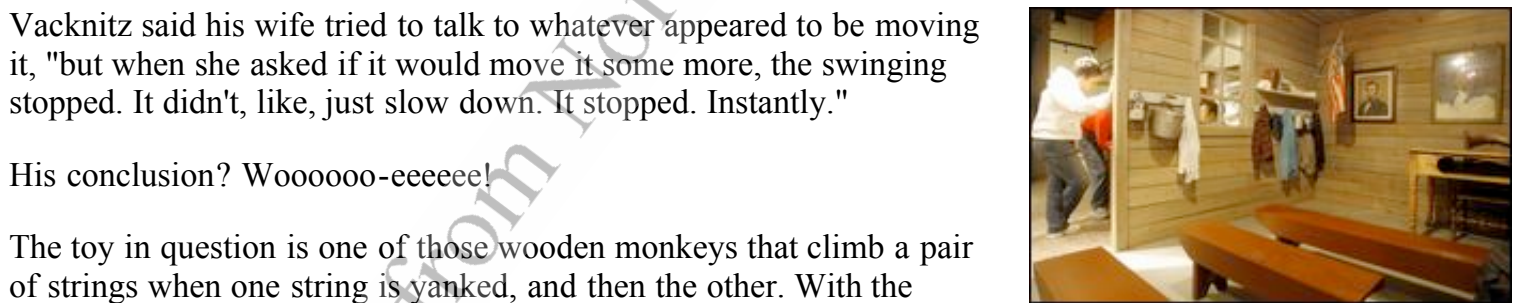 Vacknitz said his wife tried to talk to whatever appeared to be moving
it, "but when she asked if it would move it some more, the swinging
stopped. It didn't, like, just slow down. It stopped. Instantly."
His conclusion? Woooooo-eeeeee!
The toy in question is one of those wooden monkeys that climb a pair
of strings when one string is yanked, and then the other. With the
from Nor